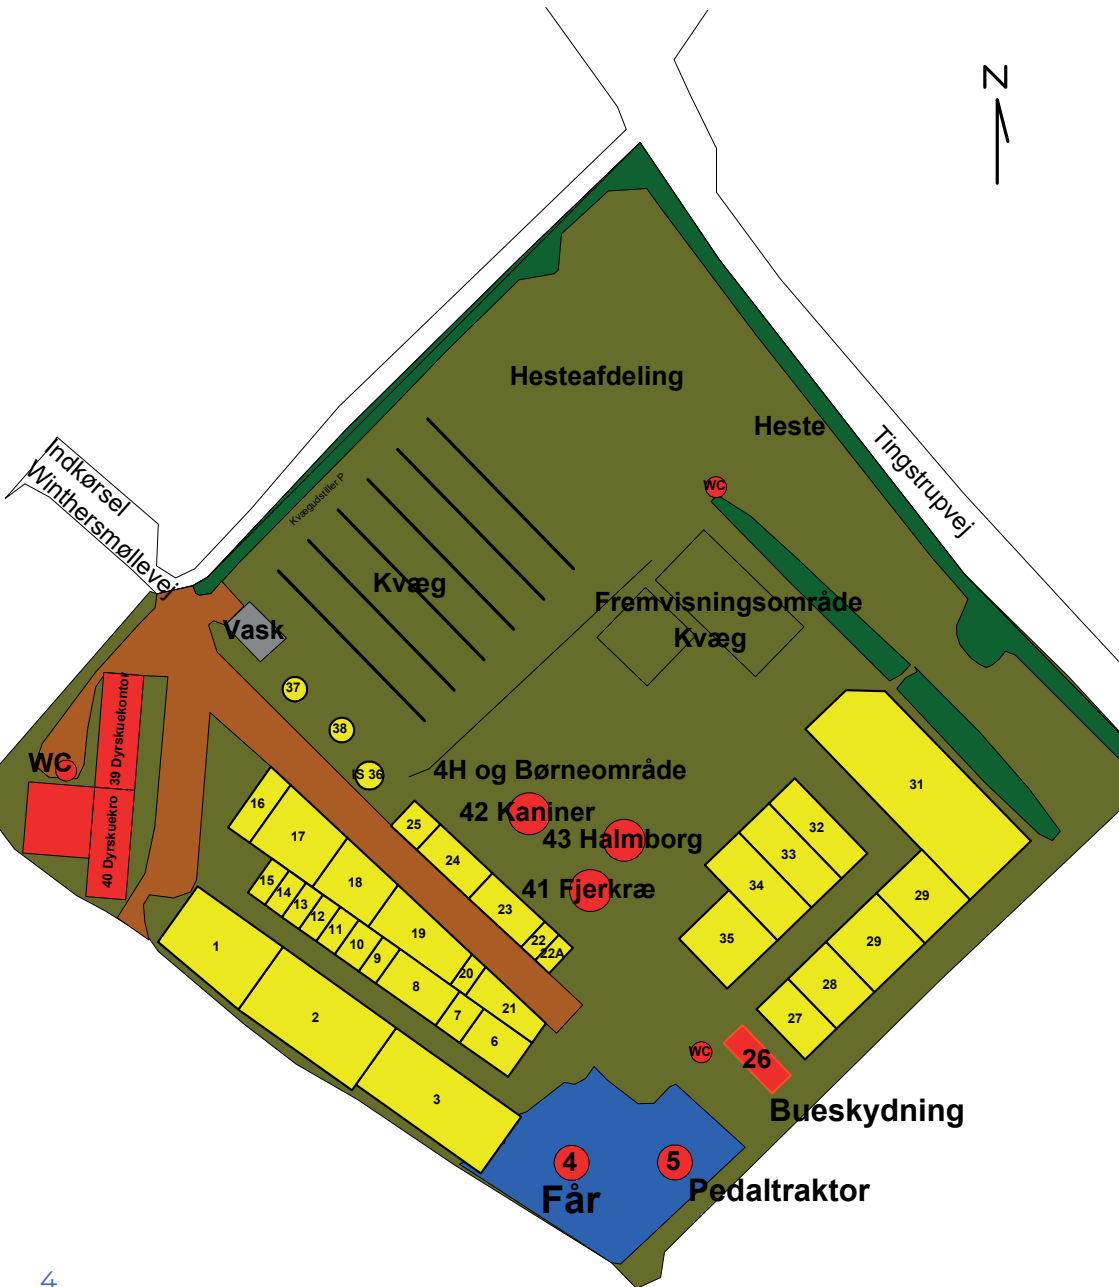 N
Hesteafdeling
Heste
Tingstrupvej
Indkørsel
Winthersmøllevej
Kvægudstiller P
WC
Kvæg
Fremvisningsområde
Kvæg
Vask
37
38
IS 36
39 Dyrskuekontor
WC
40 Dyrskuekro
4H og Børneområde
42 Kaniner
43 Halmborg
41 Fjerkræ
31
32
33
34
35
29
29
28
27
16
17
18
19
20
21
25
24
23
22
22A
15
14
13
12
11
10
9
8
7
6
1
2
3
WC
26
Bueskydning
4
Får
5
Pedaltraktor
4